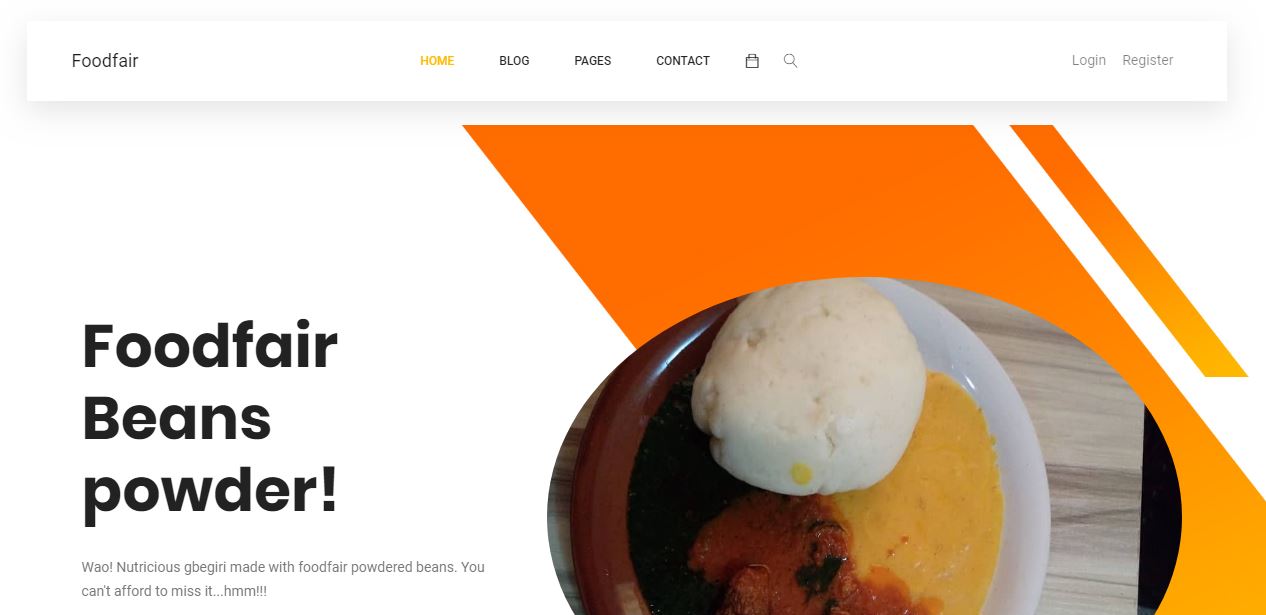 Foodfair
HOME BLOG PAGES CONTACT
Login Register
Foodfair
Beans
powder!
Wao! Nutricious gbegiri made with foodfair powdered beans. You
can't afford to miss it...hmm!!!